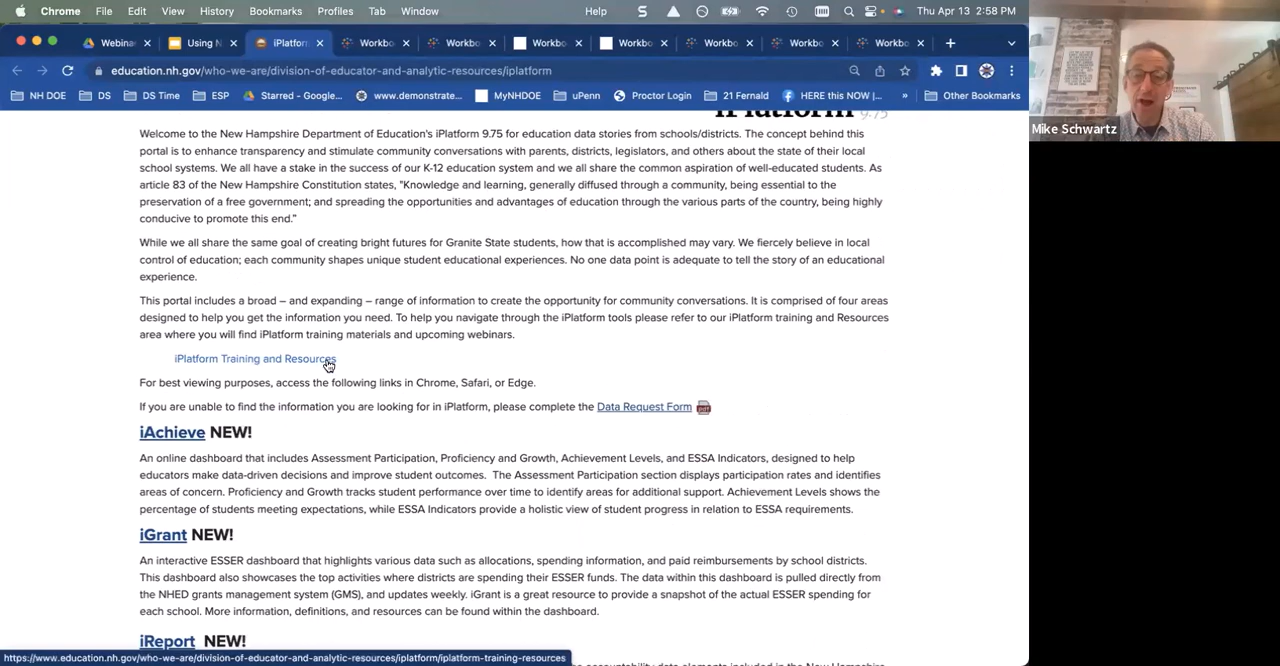 Chrome File Edit View History Bookmarks Profiles Tab Window Help Thu Apr 13 2:58 PM
Webina Using N iPlatform Workbo Workbo Workbo Workbo Workbo Workbo Workbo
education.nh.gov/who-we-are/division-of-educator-and-analytic-resources/iplatform
NH DOE DS DS Time ESP Starred - Google... www.demonstrate... MyNHDOE uPenn Proctor Login 21 Fernald HERE this NOW |... » Other Bookmarks
Mike Schwartz
iPlatform 9.75
Welcome to the New Hampshire Department of Education's iPlatform 9.75 for education data stories from schools/districts. The concept behind this
portal is to enhance transparency and stimulate community conversations with parents, districts, legislators, and others about the state of their local
school systems. We all have a stake in the success of our K-12 education system and we all share the common aspiration of well-educated students. As
article 83 of the New Hampshire Constitution states, "Knowledge and learning, generally diffused through a community, being essential to the
preservation of a free government; and spreading the opportunities and advantages of education through the various parts of the country, being highly
conducive to promote this end."
While we all share the same goal of creating bright futures for Granite State students, how that is accomplished may vary. We fiercely believe in local
control of education; each community shapes unique student educational experiences. No one data point is adequate to tell the story of an educational
experience.
This portal includes a broad – and expanding – range of information to create the opportunity for community conversations. It is comprised of four areas
designed to help you get the information you need. To help you navigate through the iPlatform tools please refer to our iPlatform training and Resources
area where you will find iPlatform training materials and upcoming webinars.
iPlatform Training and Resources
For best viewing purposes, access the following links in Chrome, Safari, or Edge.
If you are unable to find the information you are looking for in iPlatform, please complete the Data Request Form
iAchieve NEW!
An online dashboard that includes Assessment Participation, Proficiency and Growth, Achievement Levels, and ESSA Indicators, designed to help
educators make data-driven decisions and improve student outcomes. The Assessment Participation section displays participation rates and identifies
areas of concern. Proficiency and Growth tracks student performance over time to identify areas for additional support. Achievement Levels shows the
percentage of students meeting expectations, while ESSA Indicators provide a holistic view of student progress in relation to ESSA requirements.
iGrant NEW!
An interactive ESSER dashboard that highlights various data such as allocations, spending information, and paid reimbursements by school districts.
This dashboard also showcases the top activities where districts are spending their ESSER funds. The data within this dashboard is pulled directly from
the NHED grants management system (GMS), and updates weekly. iGrant is a great resource to provide a snapshot of the actual ESSER spending for
each school. More information, definitions, and resources can be found within the dashboard.
iReport NEW!
https://www.education.nh.gov/who-we-are/division-of-educator-and-analytic-resources/iplatform/iplatform-training-resources